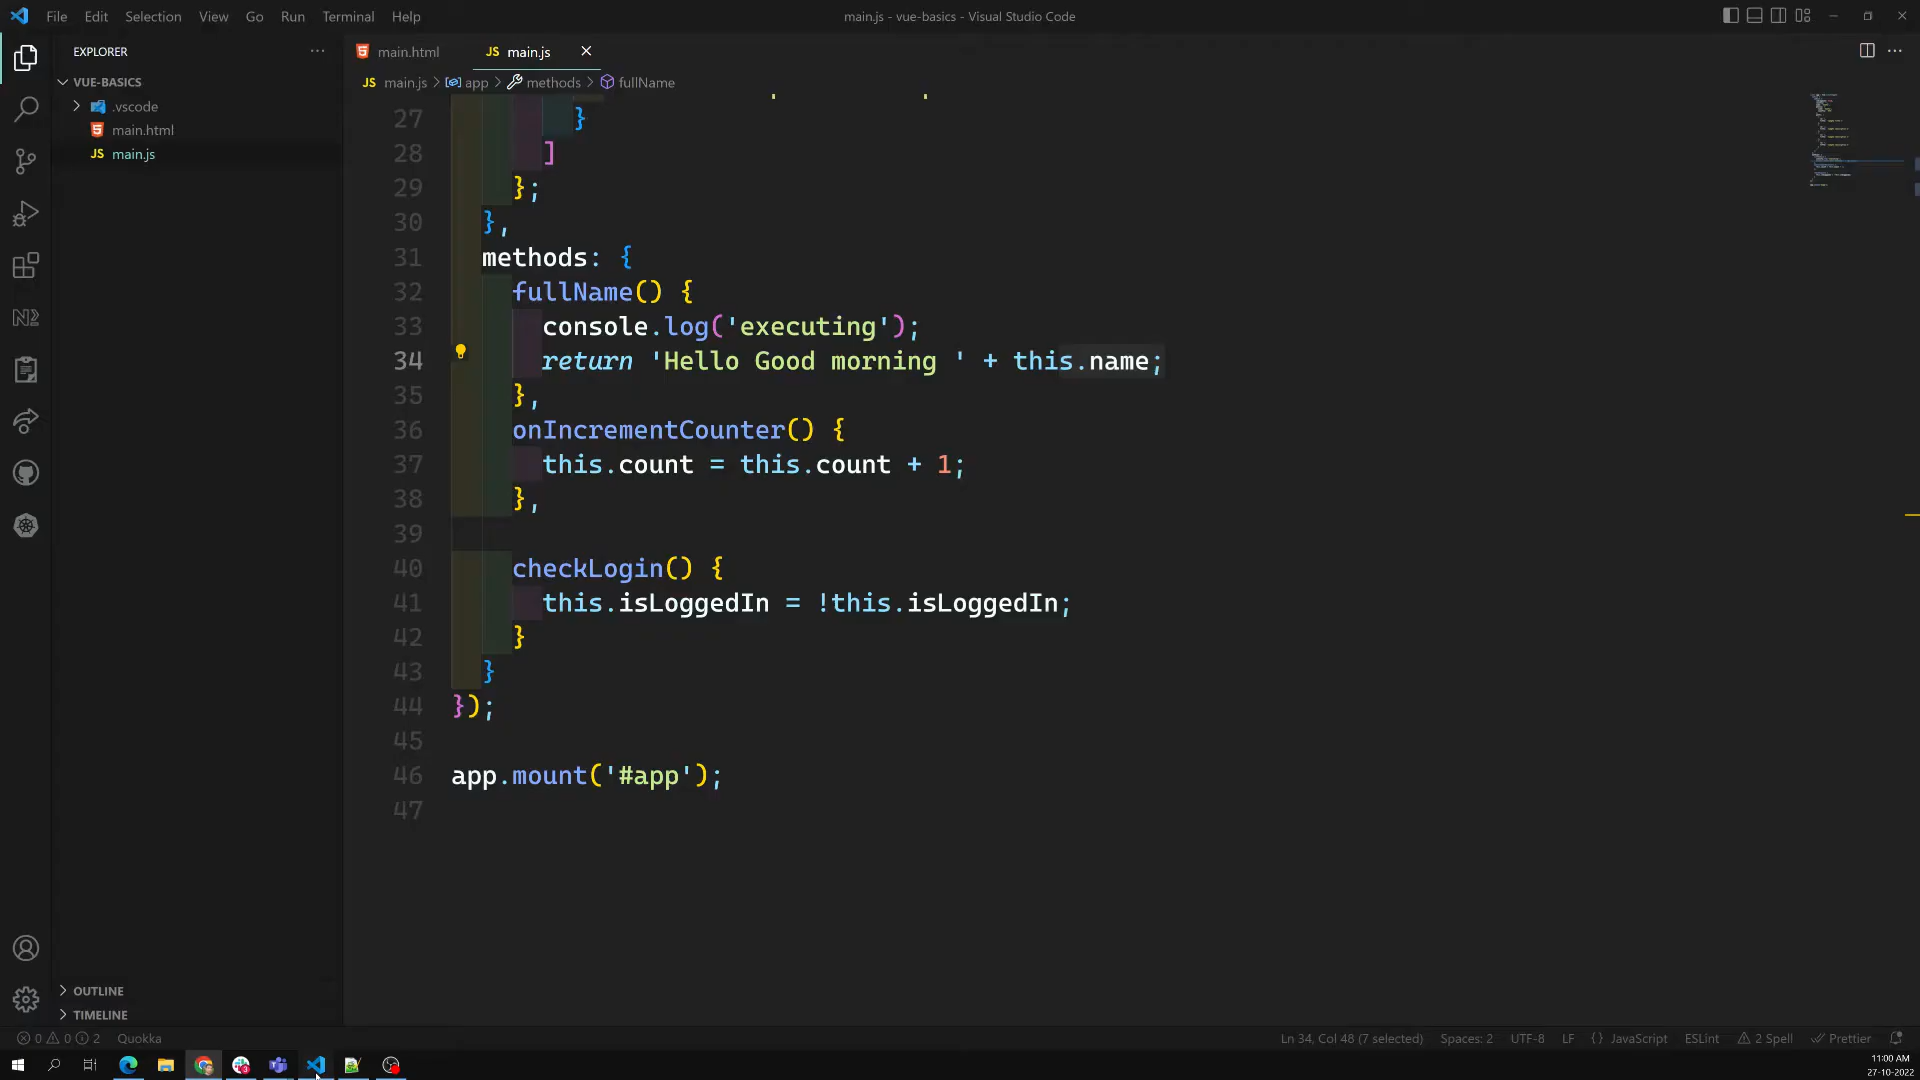 File Edit Selection View Go Run Terminal Help
main.js - vue-basics - Visual Studio Code
EXPLORER
main.html
JS main.js
VUE-BASICS
.vscode
main.html
JS main.js
JS main.js > app > methods > fullName
27 }
28 ]
29 };
30 },
31 methods: {
32 fullName() {
33 console.log('executing');
34 return 'Hello Good morning ' + this.name;
35 },
36 onIncrementCounter() {
37 this.count = this.count + 1;
38 },
39
40 checkLogin() {
41 this.isLoggedIn = !this.isLoggedIn;
42 }
43 }
44 });
45
46 app.mount('#app');
47
OUTLINE
TIMELINE
0 0 2 Quokka
Ln 34, Col 48 (7 selected) Spaces: 2 UTF-8 LF {} JavaScript ESLint 2 Spell Prettier
11:00 AM
27-10-2022